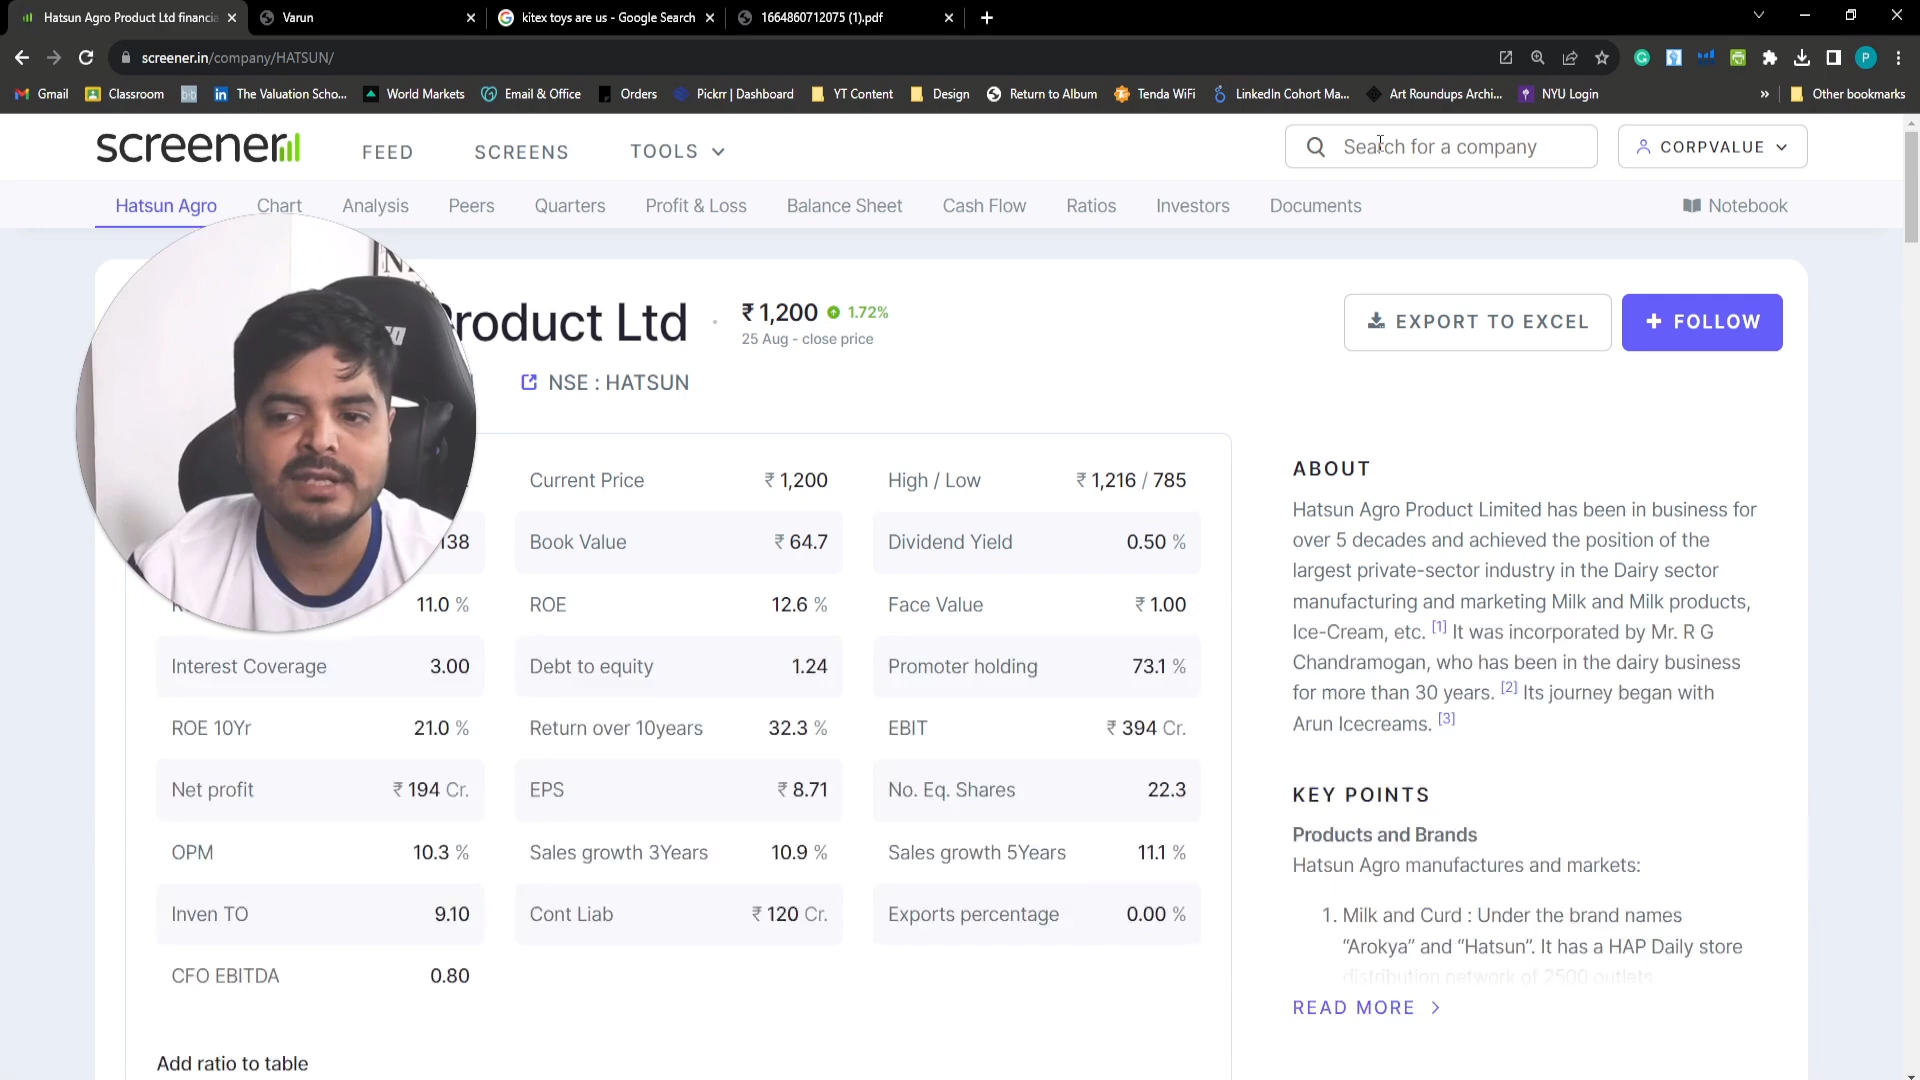 Hatsun Agro Product Ltd financia
Varun
kitex toys are us - Google Search
1664860712075 (1).pdf
screener.in/company/HATSUN/
P
Gmail
Classroom
The Valuation Scho...
World Markets
Email & Office
Orders
Pickrr | Dashboard
YT Content
Design
Return to Album
Tenda WiFi
LinkedIn Cohort Ma...
Art Roundups Archi...
NYU Login
»
Other bookmarks
screener
FEED
SCREENS
TOOLS
Search for a company
CORPVALUE
Hatsun Agro
Chart
Analysis
Peers
Quarters
Profit & Loss
Balance Sheet
Cash Flow
Ratios
Investors
Documents
Notebook
Product Ltd
₹ 1,200 1.72%
25 Aug - close price
EXPORT TO EXCEL
+ FOLLOW
NSE : HATSUN
Current Price ₹ 1,200
High / Low ₹ 1,216 / 785
138
Book Value ₹ 64.7
Dividend Yield 0.50 %
11.0 %
ROE 12.6 %
Face Value ₹ 1.00
Interest Coverage 3.00
Debt to equity 1.24
Promoter holding 73.1 %
ROE 10Yr 21.0 %
Return over 10years 32.3 %
EBIT ₹ 394 Cr.
Net profit ₹ 194 Cr.
EPS ₹ 8.71
No. Eq. Shares 22.3
OPM 10.3 %
Sales growth 3Years 10.9 %
Sales growth 5Years 11.1 %
Inven TO 9.10
Cont Liab ₹ 120 Cr.
Exports percentage 0.00 %
CFO EBITDA 0.80
Add ratio to table
ABOUT
Hatsun Agro Product Limited has been in business for
over 5 decades and achieved the position of the
largest private-sector industry in the Dairy sector
manufacturing and marketing Milk and Milk products,
Ice-Cream, etc. [1] It was incorporated by Mr. R G
Chandramogan, who has been in the dairy business
for more than 30 years. [2] Its journey began with
Arun Icecreams. [3]
KEY POINTS
Products and Brands
Hatsun Agro manufactures and markets:
1. Milk and Curd : Under the brand names
“Arokya” and “Hatsun”. It has a HAP Daily store
distribution network of 2500 outlets
READ MORE >